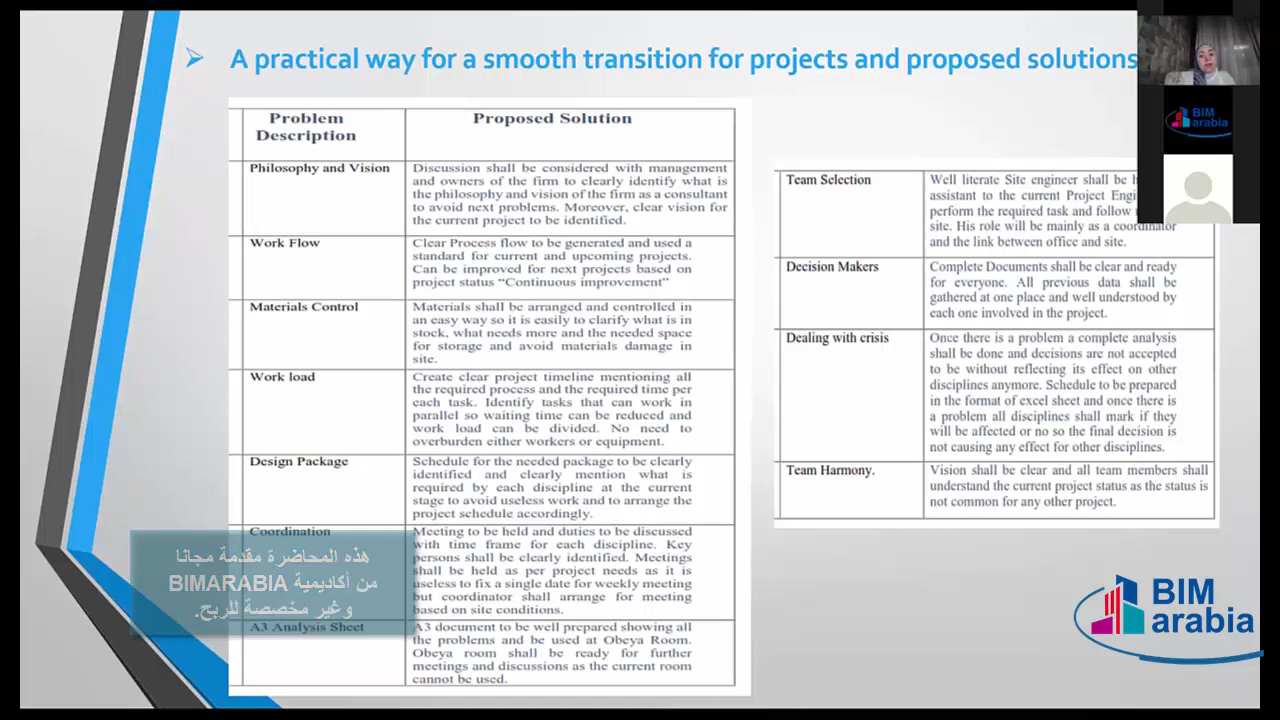 A practical way for a smooth transition for projects and proposed solutions
Problem
Description
Proposed Solution
Philosophy and Vision
Discussion shall be considered with management
and owners of the firm to clearly identify what is
the philosophy and vision of the firm as a consultant
to avoid next problems. Moreover, clear vision for
the current project to be identified.
Work Flow
Clear Process flow to be generated and used a
standard for current and upcoming projects.
Can be improved for next projects based on
project status “Continuous improvement”
Materials Control
Materials shall be arranged and controlled in
an easy way so it is easily to clarify what is in
stock, what needs more and the needed space
for storage and avoid materials damage in
site.
Work load
Create clear project timeline mentioning all
the required process and the required time per
each task. Identify tasks that can work in
parallel so waiting time can be reduced and
work load can be divided. No need to
overburden either workers or equipment.
Design Package
Schedule for the needed package to be clearly
identified and clearly mention what is
required by each discipline at the current
stage to avoid useless work and to arrange the
project schedule accordingly.
Coordination
Meeting to be held and duties to be discussed
with time frame for each discipline. Key
persons shall be clearly identified. Meetings
shall be held as per project needs as it is
useless to fix a single date for weekly meeting
but coordinator shall arrange for meeting
based on site conditions.
A3 Analysis Sheet
A3 document to be well prepared showing all
the problems and be used at Obeya Room.
Obeya room shall be ready for further
meetings and discussions as the current room
cannot be used.
Team Selection
Well literate Site engineer shall be
assistant to the current Project
perform the required task and follow
site. His role will be mainly as a coordinator
and the link between office and site.
Decision Makers
Complete Documents shall be clear and ready
for everyone. All previous data shall be
gathered at one place and well understood by
each one involved in the project.
Dealing with crisis
Once there is a problem a complete analysis
shall be done and decisions are not accepted
to be without reflecting its effect on other
disciplines anymore. Schedule to be prepared
in the format of excel sheet and once there is
a problem all disciplines shall mark if they
will be affected or no so the final decision is
not causing any effect for other disciplines.
Team Harmony.
Vision shall be clear and all team members shall
understand the current project status as the status is
not common for any other project.
هذه المحاضرة مقدمة مجانا
من أكاديمية BIMARABIA
وغير مخصصة للربح.
BIM
arabia
BIM
arabia